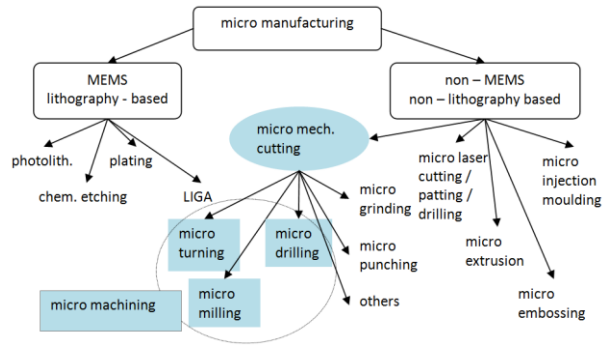 micro manufacturing
MEMS
lithography - based
non – MEMS
non – lithography based
micro mech.
cutting
photolith.
plating
chem. etching
LIGA
micro laser
cutting /
patting /
drilling
micro
injection
moulding
micro
grinding
micro
turning
micro
drilling
micro
punching
micro
extrusion
micro
milling
others
micro machining
micro
embossing